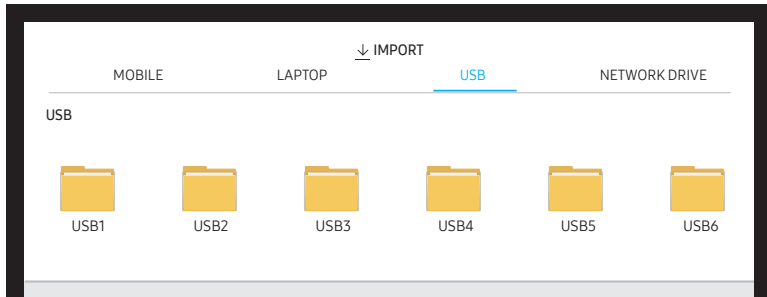 IMPORT
MOBILE LAPTOP USB NETWORK DRIVE
USB
USB1 USB2 USB3 USB4 USB5 USB6